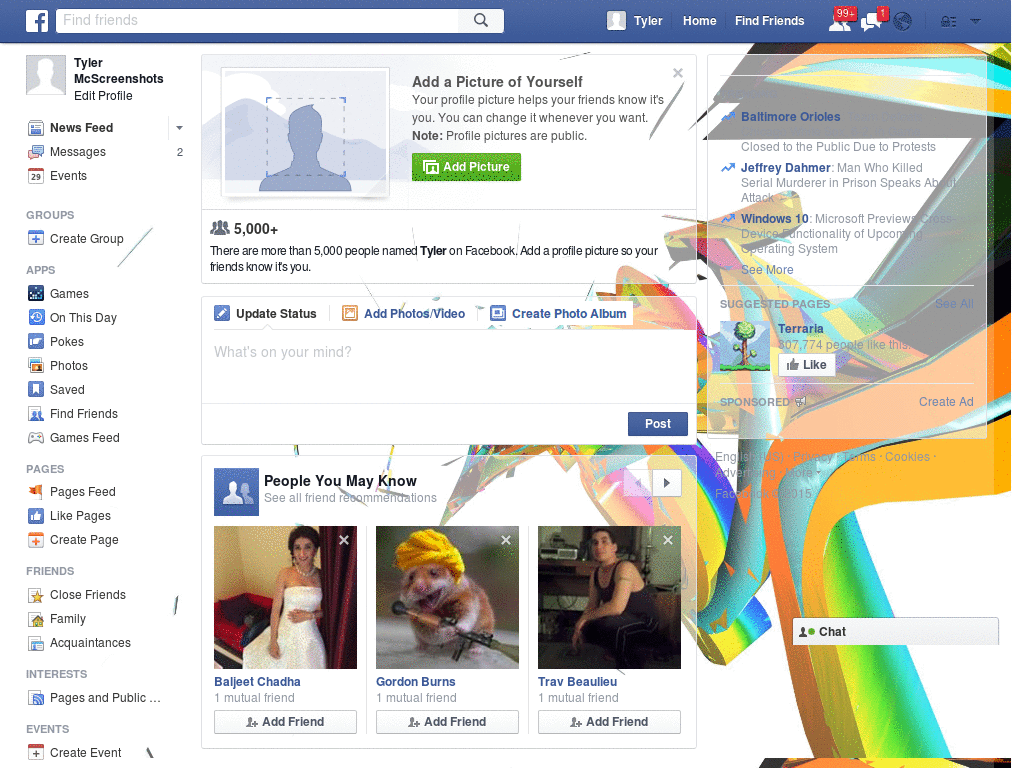 f
Find friends
Tyler
Home
Find Friends
99+
1
Tyler
McScreenshots
Edit Profile
News Feed
Messages 2
29 Events
GROUPS
Create Group
APPS
Games
On This Day
Pokes
Photos
Saved
Find Friends
Games Feed
PAGES
Pages Feed
Like Pages
Create Page
FRIENDS
Close Friends
Family
Acquaintances
INTERESTS
Pages and Public ...
EVENTS
Create Event
Add a Picture of Yourself
Your profile picture helps your friends know it's
you. You can change it whenever you want.
Note: Profile pictures are public.
Add Picture
5,000+
There are more than 5,000 people named Tyler on Facebook. Add a profile picture so your
friends know it's you.
Update Status
Add Photos/Video
Create Photo Album
What's on your mind?
Post
People You May Know
See all friend recommendations
Baljeet Chadha
1 mutual friend
Add Friend
Gordon Burns
1 mutual friend
Add Friend
Trav Beaulieu
1 mutual friend
Add Friend
Baltimore Orioles
Closed to the Public Due to Protests
Jeffrey Dahmer: Man Who Killed
Serial Murderer in Prison Speaks About
Attack
Windows 10: Microsoft Previews Cross-
Device Functionality of Upcoming
Operating System
See More
SUGGESTED PAGES
See All
Terraria
807,774 people like this.
Like
SPONSORED
Create Ad
English (US) · Privacy · Terms · Cookies ·
Advertising · More
Facebook © 2015
Chat